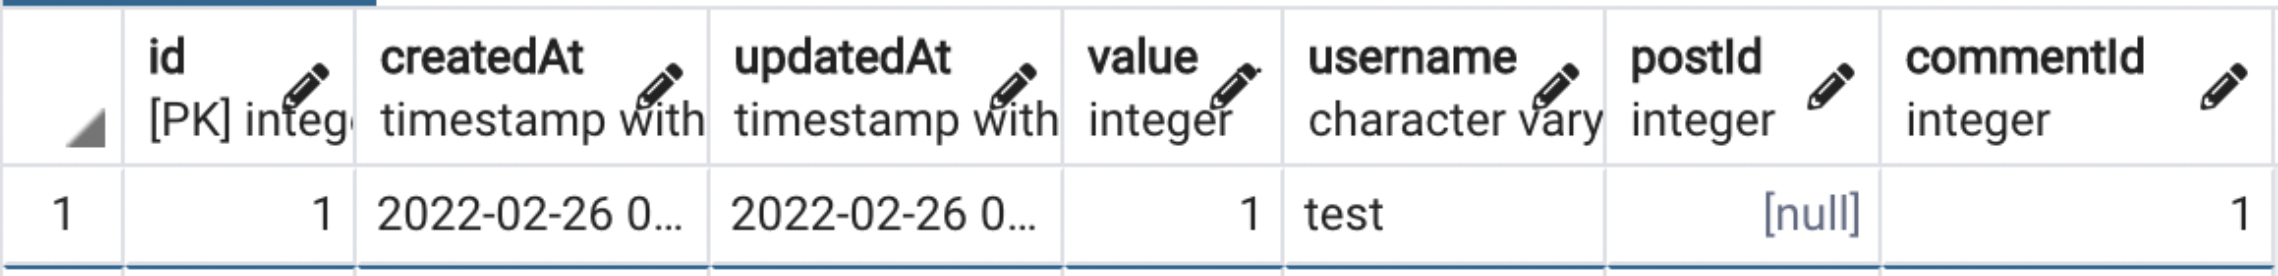 id createdAt updatedAt value username postId commentId
[PK] intege timestamp with timestamp with integer character vary integer integer
1 1 2022-02-26 0... 2022-02-26 0... 1 test [null] 1